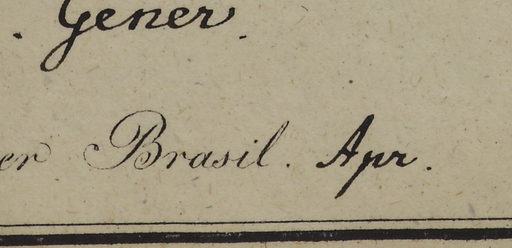 . Gener.
er Brasil. Apr.